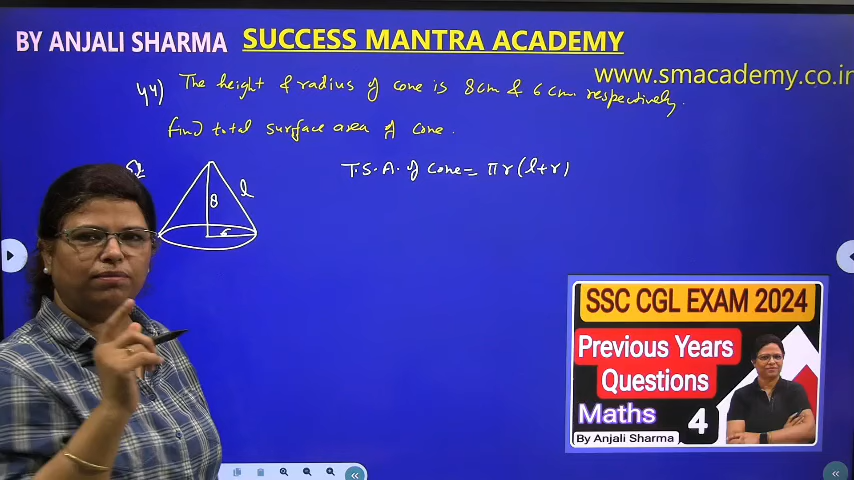 BY ANJALI SHARMA SUCCESS MANTRA ACADEMY
www.smacademy.co.in
44) The height & radius of cone is 8cm & 6cm. respectively.
find total surface area of cone.
T.S.A. of cone = πr(l+r)
8
l
6
SSC CGL EXAM 2024
Previous Years
Questions
Maths 4
By Anjali Sharma